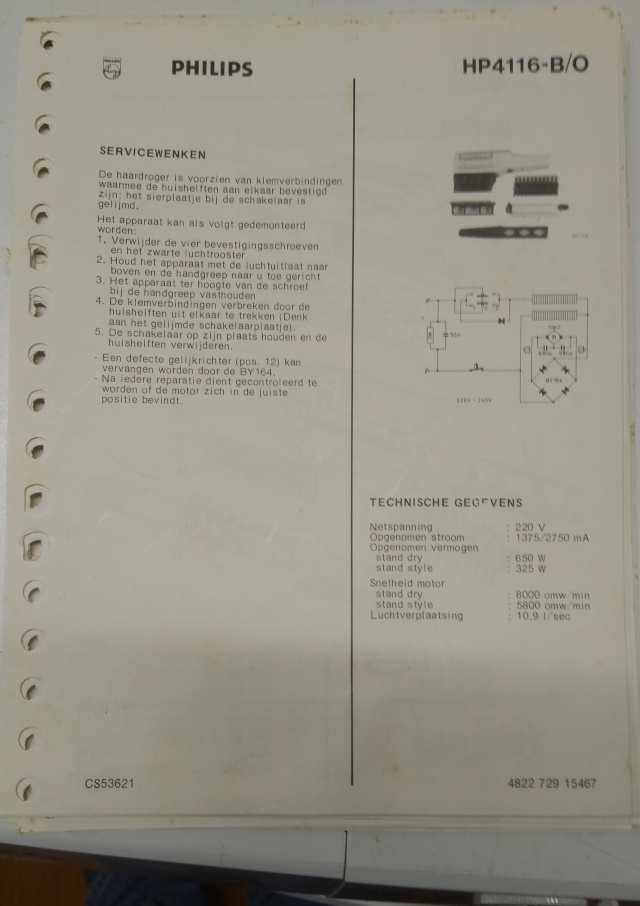 PHILIPS
HP4116-B/O
SERVICEWENKEN
De haardroger is voorzien van klemverbindingen
waarmee de huishelften aan elkaar bevestigd
zijn; het sierplaatje bij de schakelaar is
gelijmd.
Het apparaat kan als volgt gedemonteerd
worden:
1. Verwijder de vier bevestigingsschroeven
en het zwarte luchtrooster
2. Houd het apparaat met de luchtuitlaat naar
boven en de handgreep naar u toe gericht
3. Het apparaat ter hoogte van de schroef
bij de handgreep vasthouden
4. De klemverbindingen verbreken door de
huishelften uit elkaar te trekken (Denk
aan het gelijmde schakelaarplaatje).
5. De schakelaar op zijn plaats houden en de
huishelften verwijderen.
- Een defecte gelijkrichter (pos. 12) kan
vervangen worden door de BY164.
- Na iedere reparatie dient gecontroleerd te
worden of de motor zich in de juiste
positie bevindt.
M
680p 680p
BY164
220V - 240V
TECHNISCHE GEGEVENS
Netspanning : 220 V
Opgenomen stroom : 1375/2750 mA
Opgenomen vermogen
stand dry : 650 W
stand style : 325 W
Snelheid motor
stand dry : 8000 omw/min
stand style : 5800 omw/min
Luchtverplaatsing : 10,9 l/sec
CS53621
4822 729 15467